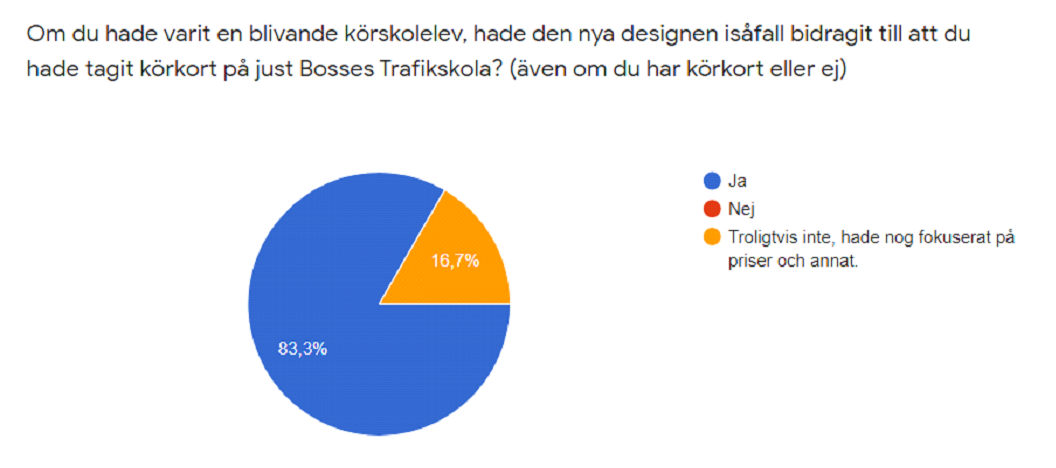 Om du hade varit en blivande körskolelev, hade den nya designen isåfall bidragit till att du
hade tagit körkort på just Bosses Trafikskola? (även om du har körkort eller ej)
Ja
Nej
Troligtvis inte, hade nog fokuserat på
priser och annat.
16,7%
83,3%